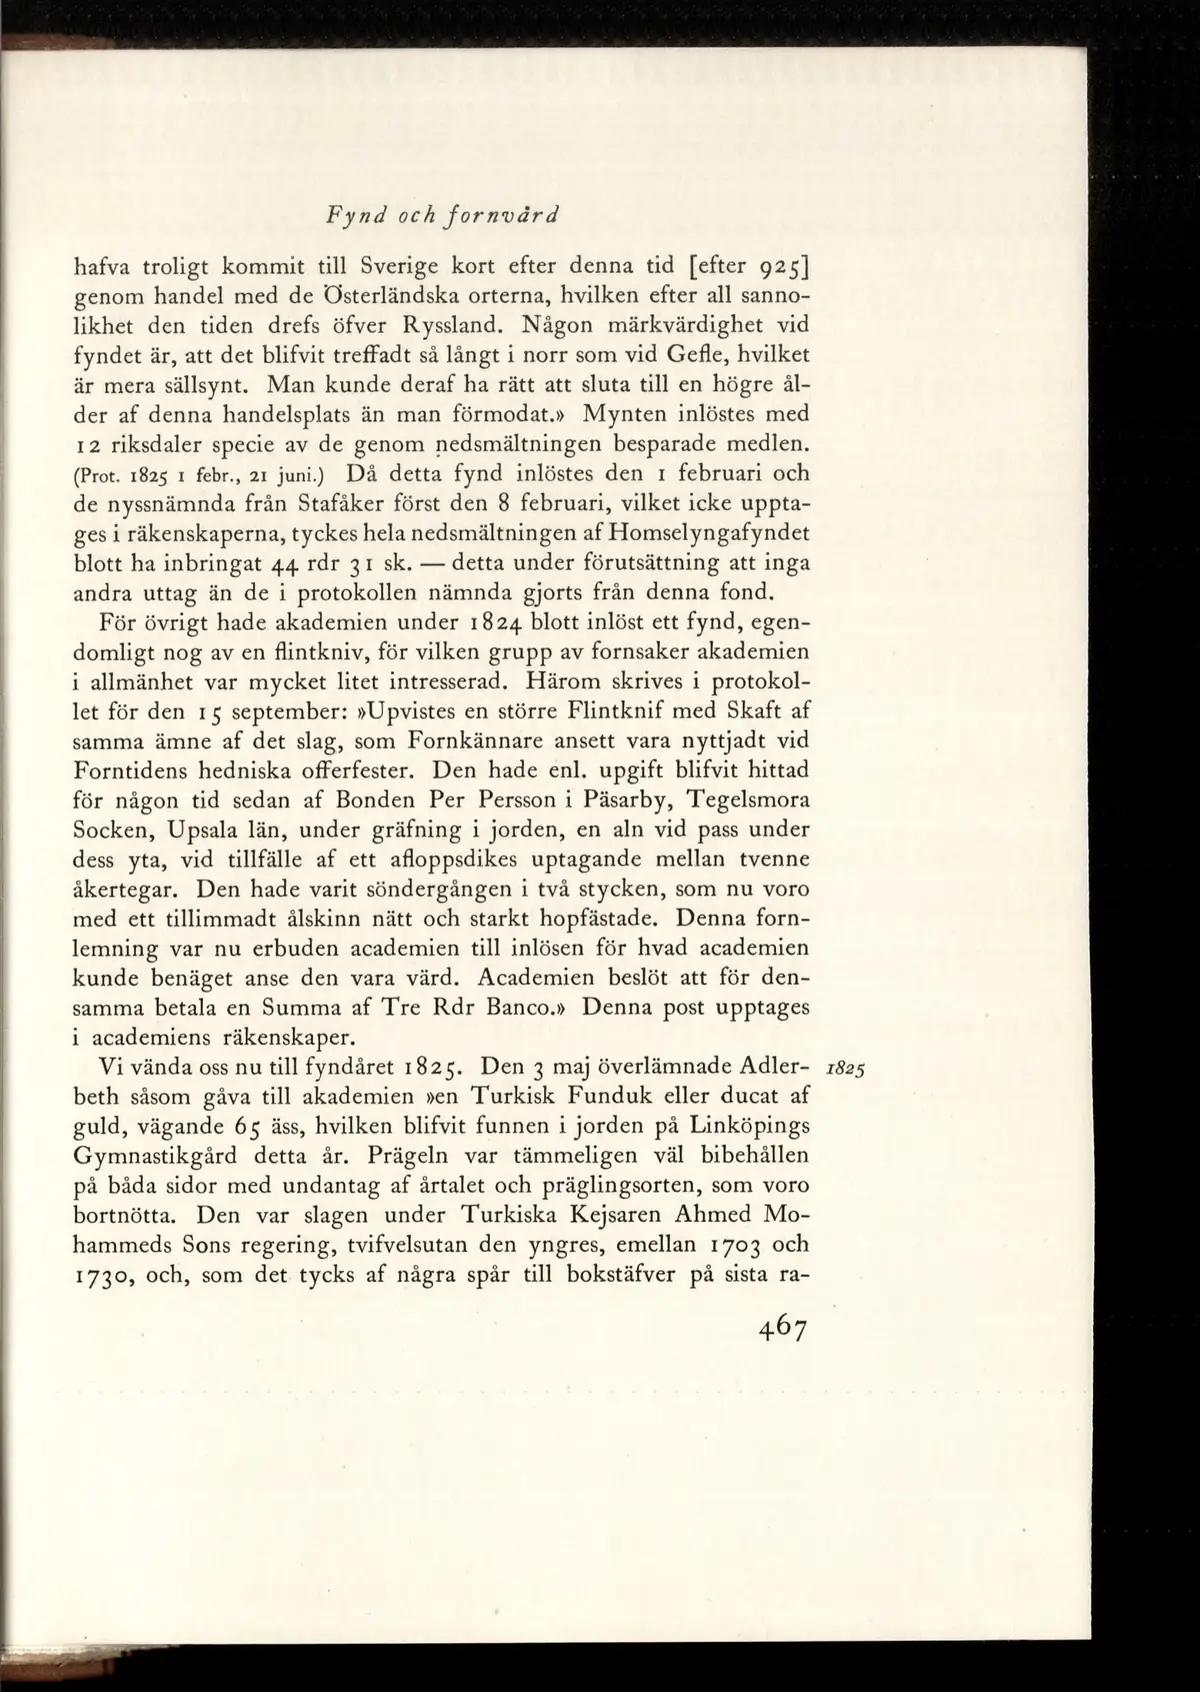 Fynd och fornvård
hafva troligt kommit till Sverige kort efter denna tid [efter 925]
genom handel med de Österländska orterna, hvilken efter all sanno-
likhet den tiden drefs öfver Ryssland. Någon märkvärdighet vid
fyndet är, att det blifvit treffadt så långt i norr som vid Gefle, hvilket
är mera sällsynt. Man kunde deraf ha rätt att sluta till en högre ål-
der af denna handelsplats än man förmodat.» Mynten inlöstes med
12 riksdaler specie av de genom nedsmältningen besparade medlen.
(Prot. 1825 1 febr., 21 juni.) Då detta fynd inlöstes den 1 februari och
de nyssnämnda från Stafåker först den 8 februari, vilket icke uppta-
ges i räkenskaperna, tyckes hela nedsmältningen af Homselyngafyndet
blott ha inbringat 44 rdr 31 sk. — detta under förutsättning att inga
andra uttag än de i protokollen nämnda gjorts från denna fond.
För övrigt hade akademien under 1824 blott inlöst ett fynd, egen-
domligt nog av en flintkniv, för vilken grupp av fornsaker akademien
i allmänhet var mycket litet intresserad. Härom skrives i protokol-
let för den 15 september: »Upvistes en större Flintknif med Skaft af
samma ämne af det slag, som Fornkännare ansett vara nyttjadt vid
Forntidens hedniska offerfester. Den hade enl. upgift blifvit hittad
för någon tid sedan af Bonden Per Persson i Päsarby, Tegelsmora
Socken, Upsala län, under gräfning i jorden, en aln vid pass under
dess yta, vid tillfälle af ett afloppsdikes uptagande mellan tvenne
åkertegar. Den hade varit söndergången i två stycken, som nu voro
med ett tillimmadt ålskinn nätt och starkt hopfästade. Denna forn-
lemning var nu erbuden academien till inlösen för hvad academien
kunde benäget anse den vara värd. Academien beslöt att för den-
samma betala en Summa af Tre Rdr Banco.» Denna post upptages
i academiens räkenskaper.
Vi vända oss nu till fyndåret 1825. Den 3 maj överlämnade Adler- 1825
beth såsom gåva till akademien »en Turkisk Funduk eller ducat af
guld, vägande 65 äss, hvilken blifvit funnen i jorden på Linköpings
Gymnastikgård detta år. Prägeln var tämmeligen väl bibehållen
på båda sidor med undantag af årtalet och präglingsorten, som voro
bortnötta. Den var slagen under Turkiska Kejsaren Ahmed Mo-
hammeds Sons regering, tvifvelsutan den yngres, emellan 1703 och
1730, och, som det tycks af några spår till bokstäfver på sista ra-
467